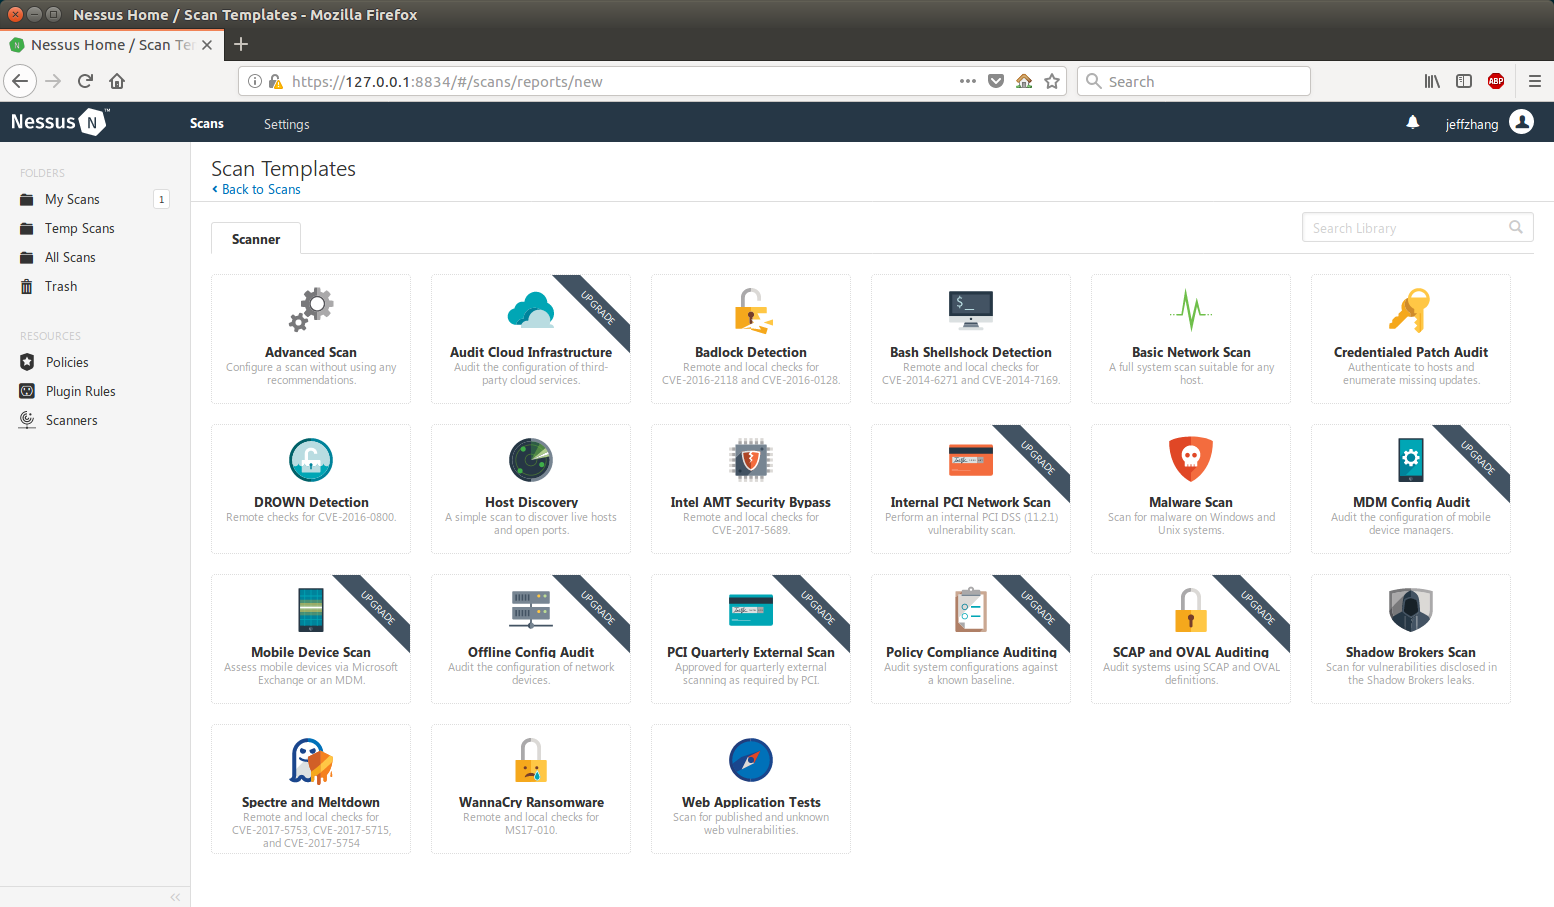 Nessus Home / Scan Templates - Mozilla Firefox
N Nessus Home / Scan Te
https://127.0.0.1:8834/#/scans/reports/new
Search
ABP
Nessus N ™
Scans
Settings
jeffzhang
FOLDERS
My Scans 1
Temp Scans
All Scans
Trash
RESOURCES
Policies
Plugin Rules
Scanners
Scan Templates
Back to Scans
Scanner
Search Library
Advanced Scan
Configure a scan without using any
recommendations.
UPGRADE
Audit Cloud Infrastructure
Audit the configuration of third-
party cloud services.
Badlock Detection
Remote and local checks for
CVE-2016-2118 and CVE-2016-0128.
$_
Bash Shellshock Detection
Remote and local checks for
CVE-2014-6271 and CVE-2014-7169.
Basic Network Scan
A full system scan suitable for any
host.
Credentialed Patch Audit
Authenticate to hosts and
enumerate missing updates.
DROWN Detection
Remote checks for CVE-2016-0800.
Host Discovery
A simple scan to discover live hosts
and open ports.
Intel AMT Security Bypass
Remote and local checks for
CVE-2017-5689.
UPGRADE
Internal PCI Network Scan
Perform an internal PCI DSS (11.2.1)
vulnerability scan.
Malware Scan
Scan for malware on Windows and
Unix systems.
UPGRADE
MDM Config Audit
Audit the configuration of mobile
device managers.
UPGRADE
Mobile Device Scan
Assess mobile devices via Microsoft
Exchange or an MDM.
UPGRADE
Offline Config Audit
Audit the configuration of network
devices.
UPGRADE
PCI Quarterly External Scan
Approved for quarterly external
scanning as required by PCI.
UPGRADE
Policy Compliance Auditing
Audit system configurations against
a known baseline.
UPGRADE
SCAP and OVAL Auditing
Audit systems using SCAP and OVAL
definitions.
Shadow Brokers Scan
Scan for vulnerabilities disclosed in
the Shadow Brokers leaks.
Spectre and Meltdown
Remote and local checks for
CVE-2017-5753, CVE-2017-5715,
and CVE-2017-5754
WannaCry Ransomware
Remote and local checks for
MS17-010.
Web Application Tests
Scan for published and unknown
web vulnerabilities.